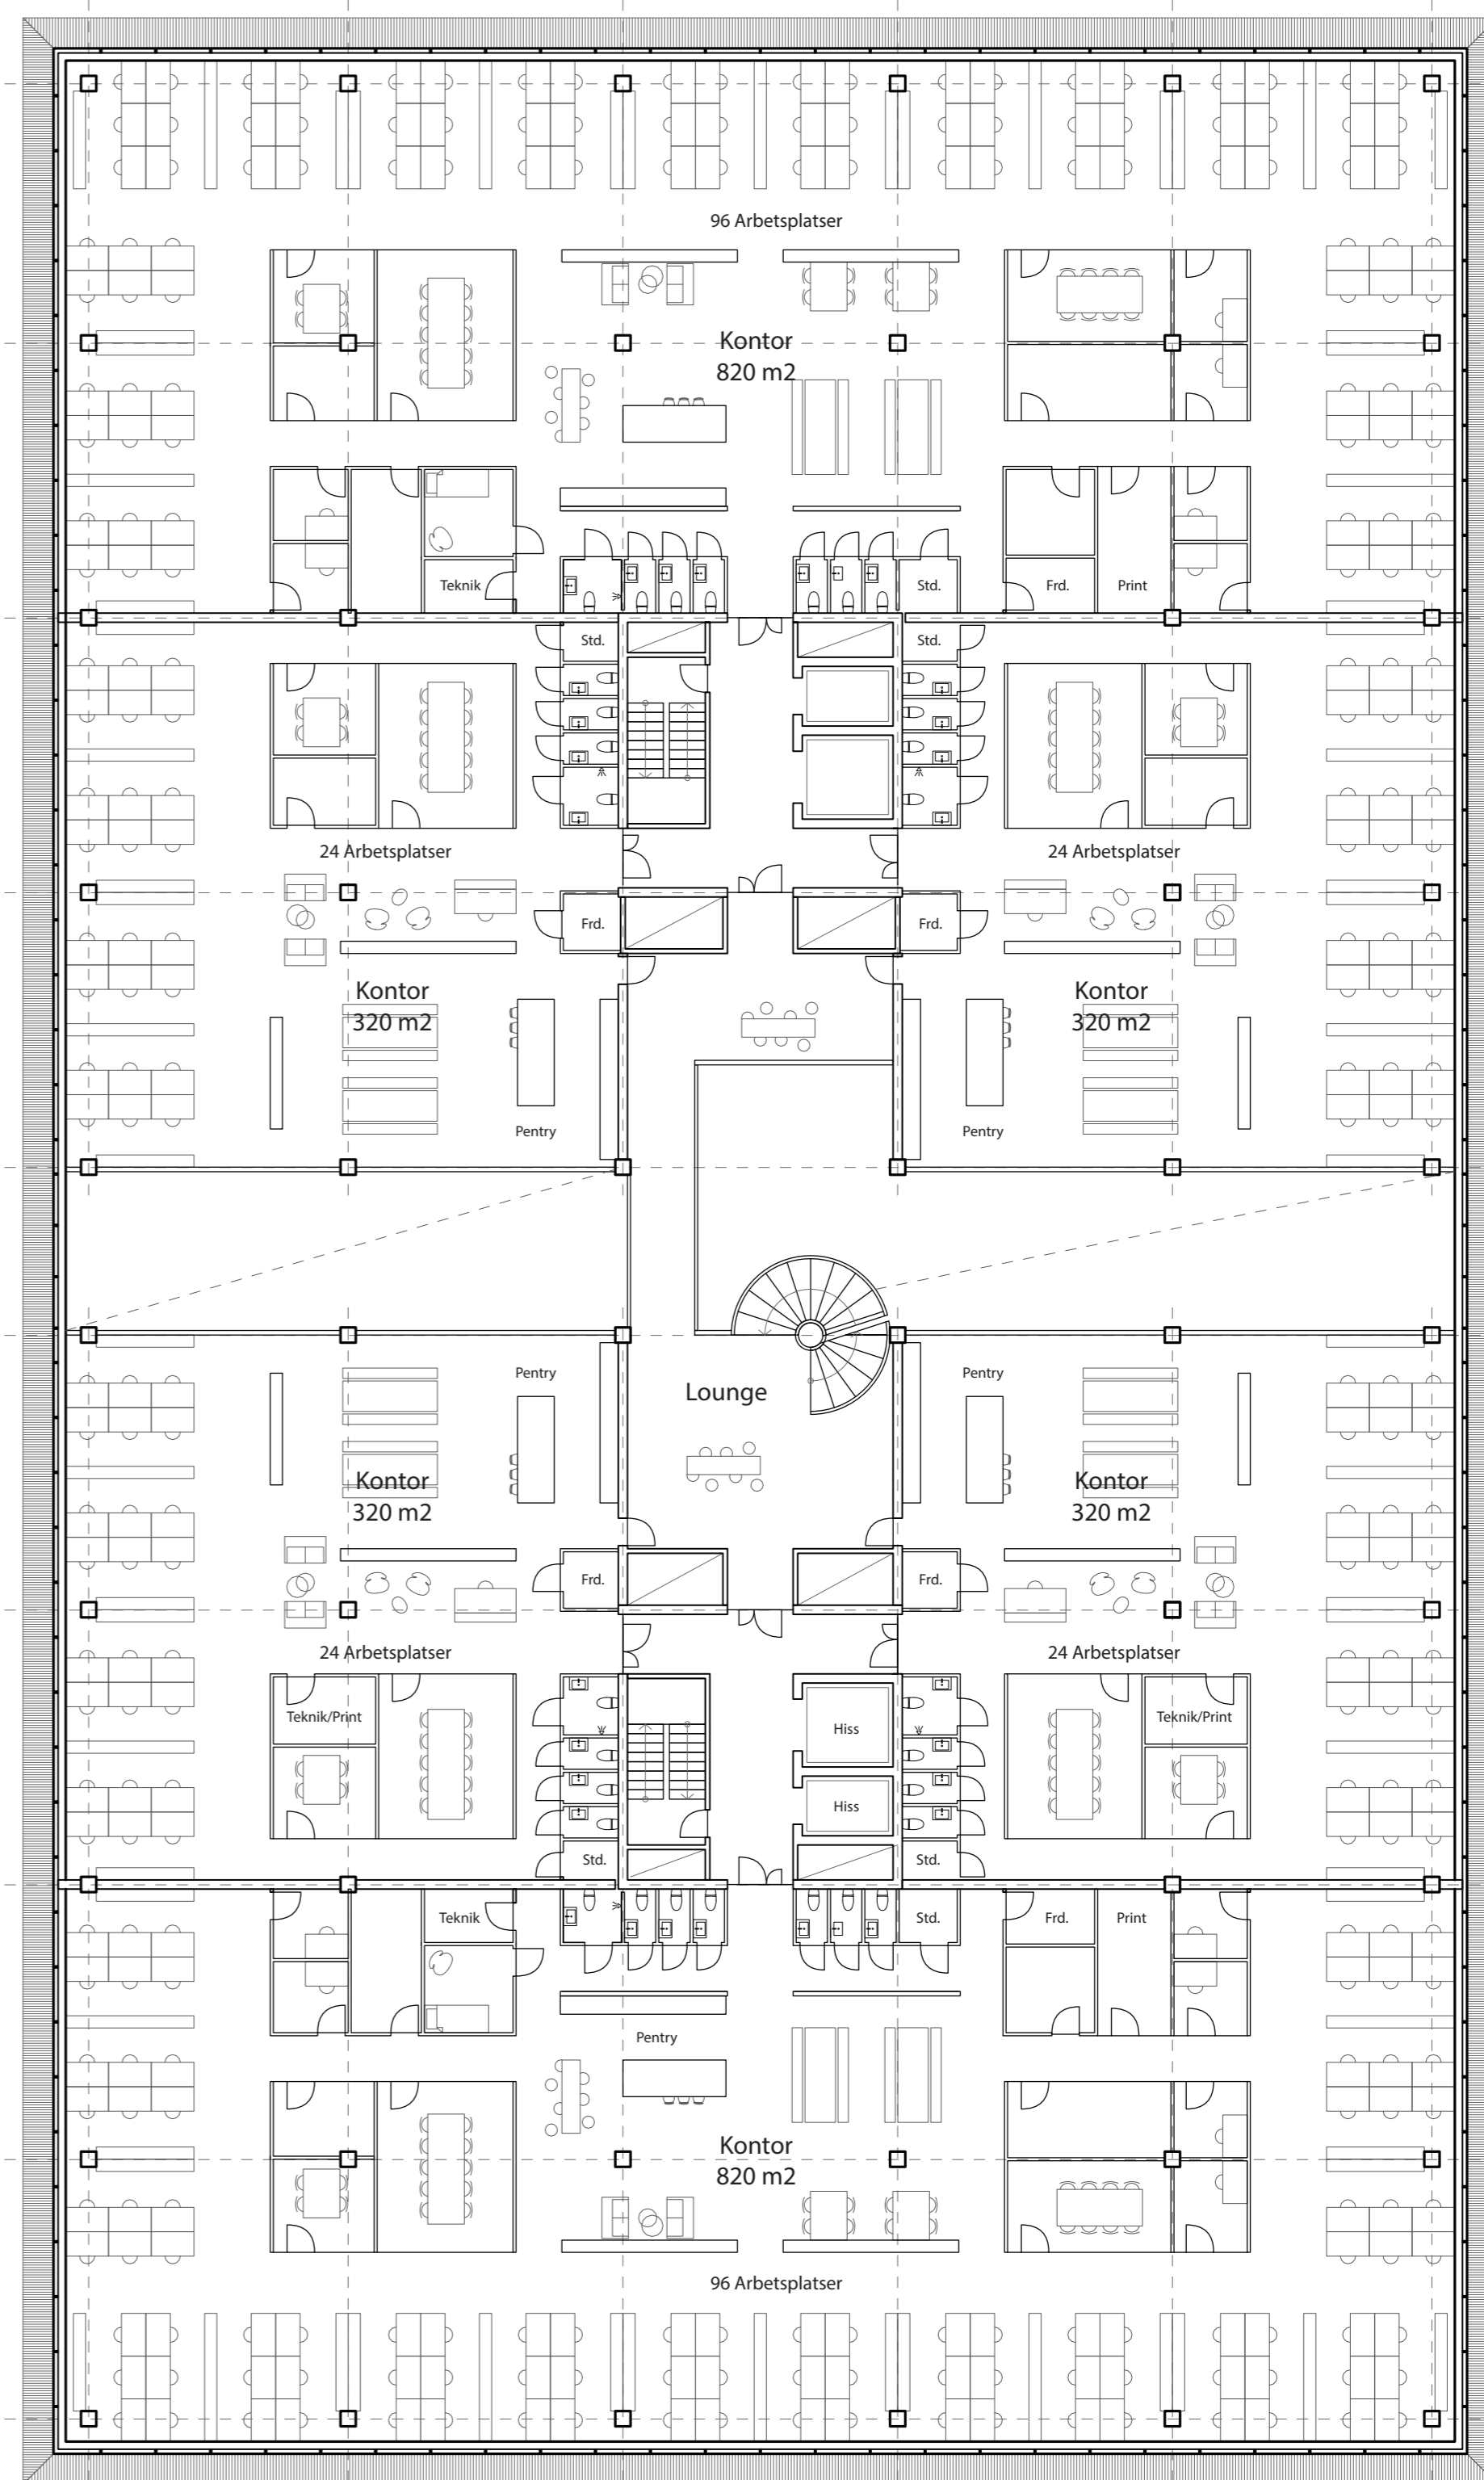 96 Arbetsplatser
Kontor
820 m2
Teknik
Std.
Frd.
Print
Std.
Std.
24 Arbetsplatser
24 Arbetsplatser
Frd.
Frd.
Kontor
320 m2
Kontor
320 m2
Pentry
Pentry
Pentry
Pentry
Lounge
Kontor
320 m2
Kontor
320 m2
Frd.
Frd.
24 Arbetsplatser
24 Arbetsplatser
Teknik/Print
Hiss
Teknik/Print
Hiss
Std.
Std.
Teknik
Std.
Frd.
Print
Pentry
Kontor
820 m2
96 Arbetsplatser